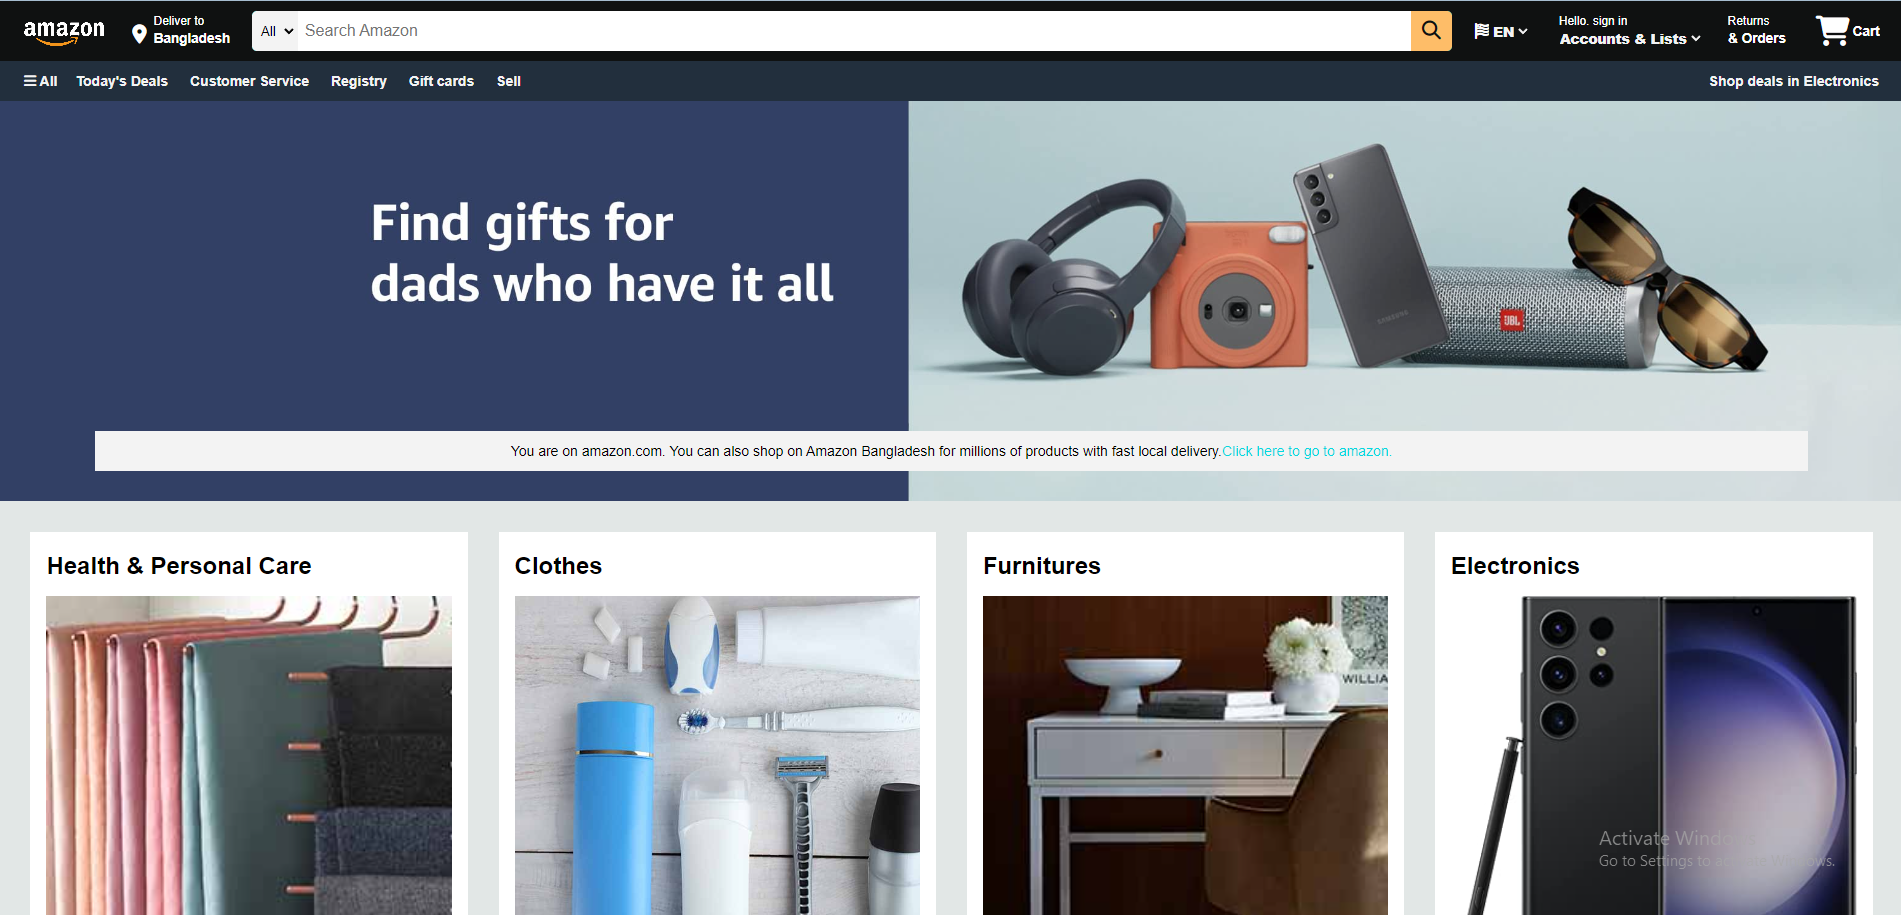 amazon
Deliver to
Bangladesh
All
Search Amazon
EN
Hello. sign in
Accounts & Lists
Returns
& Orders
Cart
All
Today's Deals
Customer Service
Registry
Gift cards
Sell
Shop deals in Electronics
Find gifts for
dads who have it all
SAMSUNG
JBL
You are on amazon.com. You can also shop on Amazon Bangladesh for millions of products with fast local delivery.Click here to go to amazon.
Health & Personal Care
Clothes
Furnitures
Electronics
WILLIA
Activate Windo
Go to Settings to a